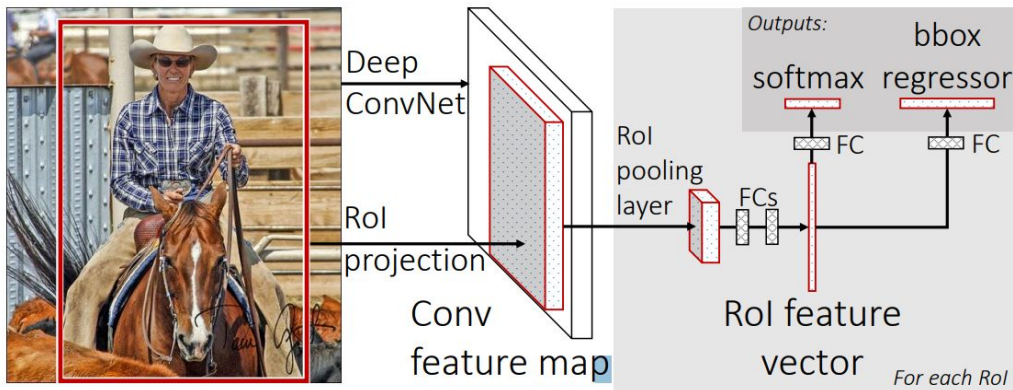 Deep
ConvNet
RoI
projection
Conv
feature map
RoI
pooling
layer
FCs
RoI feature
vector
For each RoI
Outputs:
softmax
bbox
regressor
FC
FC